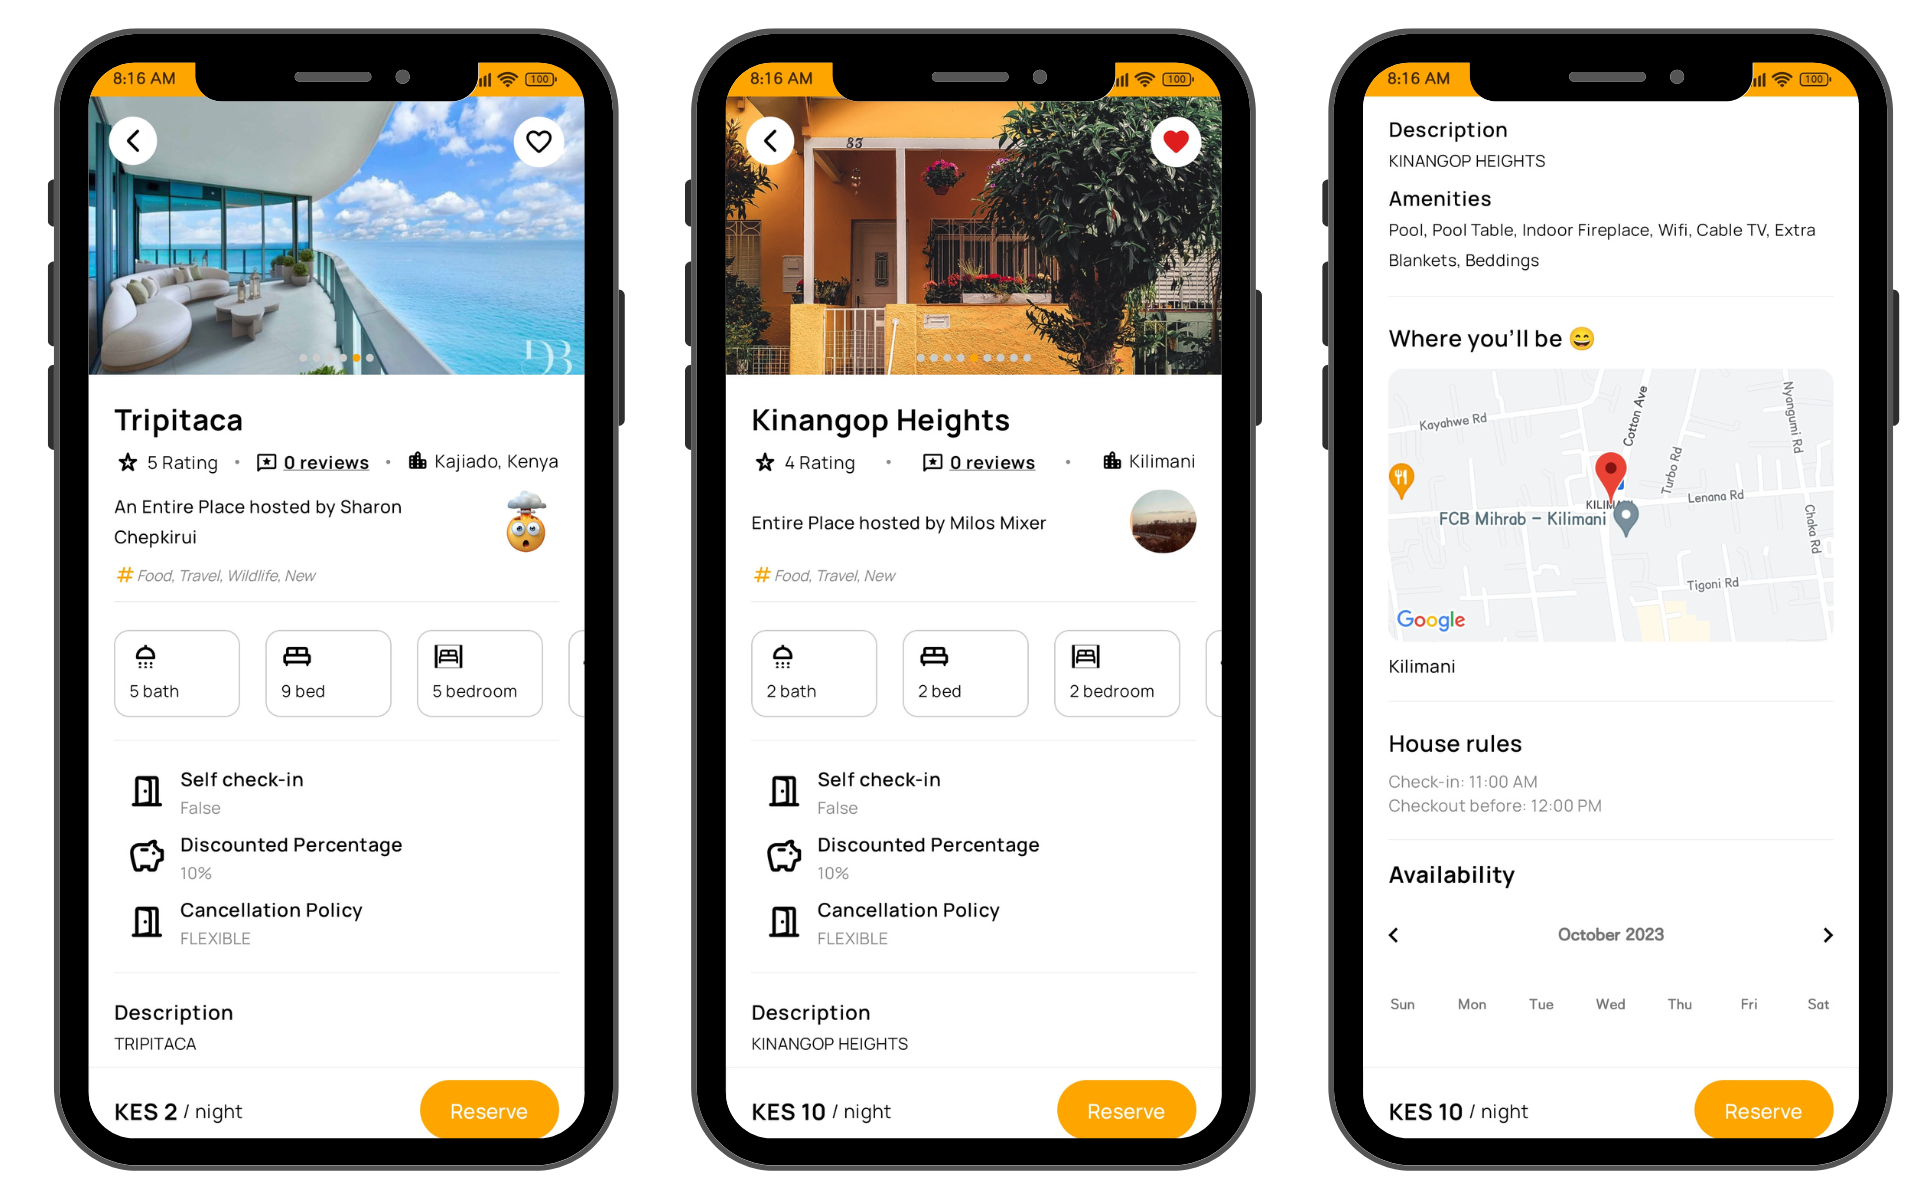 8:16 AM
100
DB
Tripitaca
5 Rating • 0 reviews • Kajiado, Kenya
An Entire Place hosted by Sharon
Chepkirui
# Food, Travel, Wildlife, New
5 bath
9 bed
5 bedroom
Self check-in
False
Discounted Percentage
10%
Cancellation Policy
FLEXIBLE
Description
TRIPITACA
KES 2 / night
Reserve
8:16 AM
100
83
Kinangop Heights
4 Rating • 0 reviews • Kilimani
Entire Place hosted by Milos Mixer
# Food, Travel, New
2 bath
2 bed
2 bedroom
Self check-in
False
Discounted Percentage
10%
Cancellation Policy
FLEXIBLE
Description
KINANGOP HEIGHTS
KES 10 / night
Reserve
8:16 AM
100
Description
KINANGOP HEIGHTS
Amenities
Pool, Pool Table, Indoor Fireplace, Wifi, Cable TV, Extra
Blankets, Beddings
Where you'll be 😄
Kayahwe Rd
Cotton Ave
Nyangumi Rd
Turbo Rd
Lenana Rd
FCB Mihrab – Kilimani
Chaka Rd
Tigoni Rd
Google
Kilimani
House rules
Check-in: 11:00 AM
Checkout before: 12:00 PM
Availability
October 2023
Sun Mon Tue Wed Thu Fri Sat
KES 10 / night
Reserve